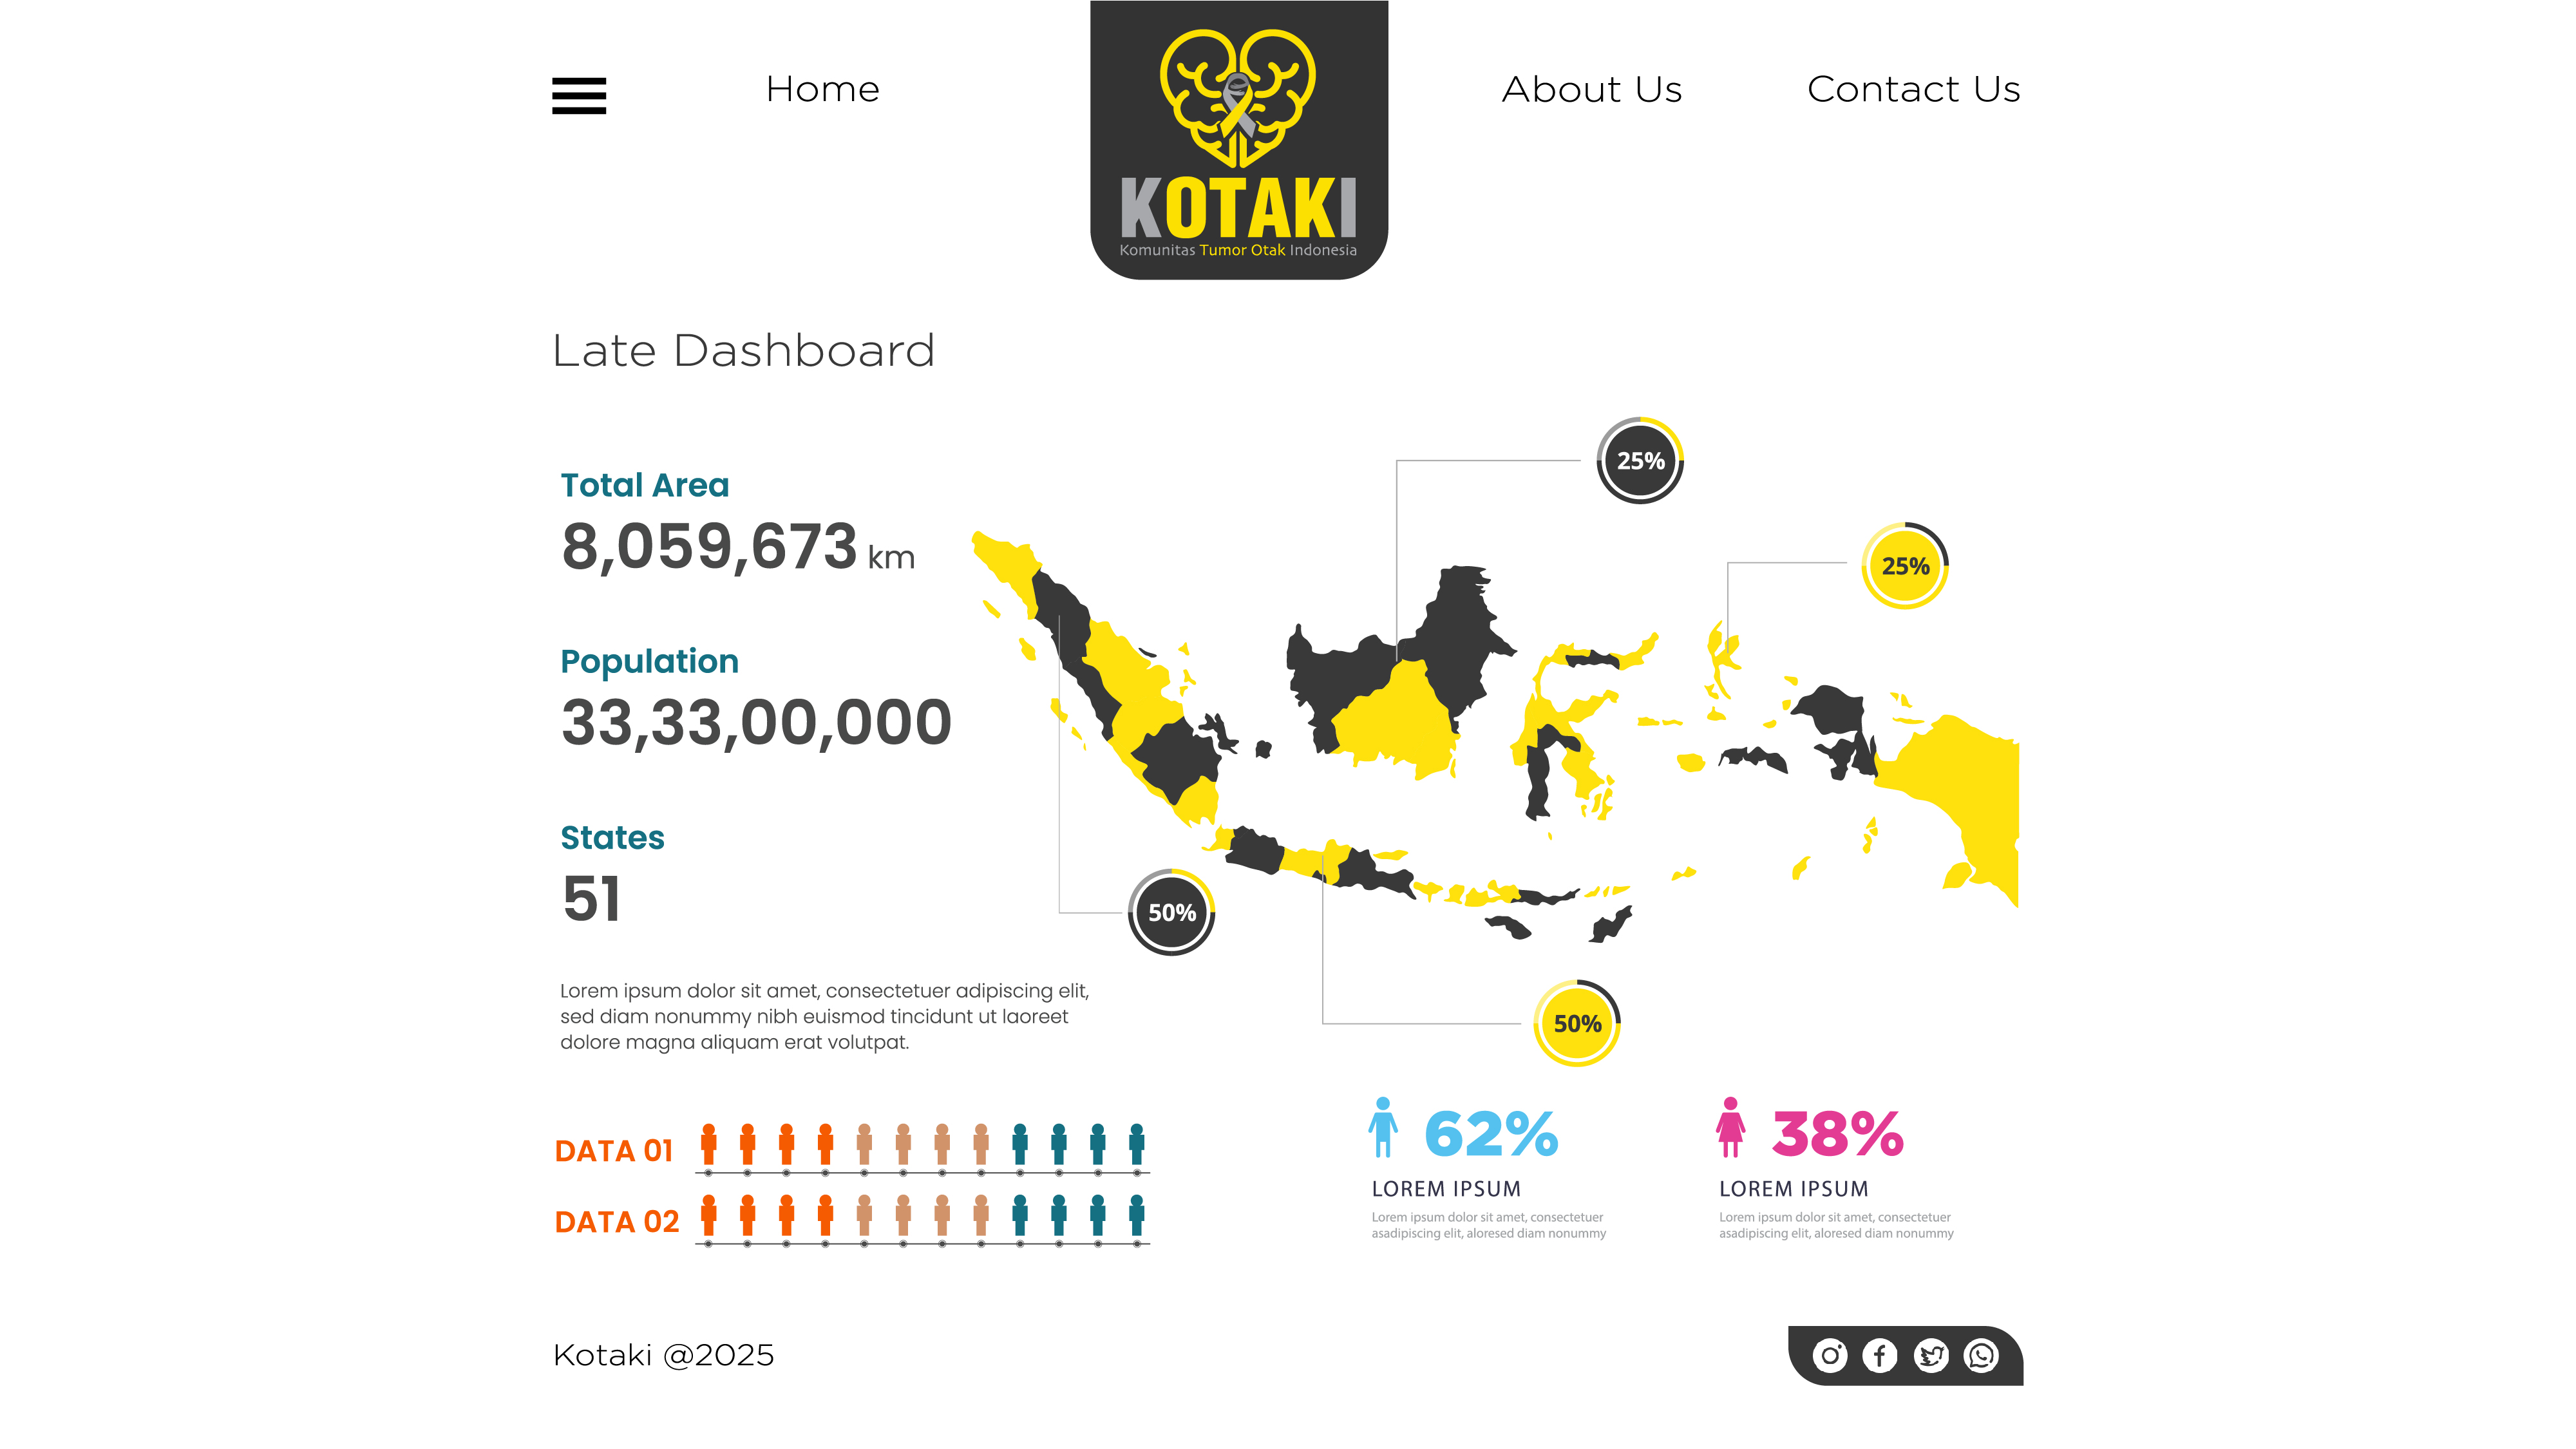 Home
About Us
Contact Us
KOTAKI
Komunitas Tumor Otak Indonesia
Late Dashboard
Total Area
8,059,673 km
Population
33,33,00,000
States
51
25%
25%
50%
50%
Lorem ipsum dolor sit amet, consectetuer adipiscing elit,
sed diam nonummy nibh euismod tincidunt ut laoreet
dolore magna aliquam erat volutpat.
DATA 01
DATA 02
62%
LOREM IPSUM
Lorem ipsum dolor sit amet, consectetuer
asadipiscing elit, aloresed diam nonummy
38%
LOREM IPSUM
Lorem ipsum dolor sit amet, consectetuer
asadipiscing elit, aloresed diam nonummy
Kotaki @2025